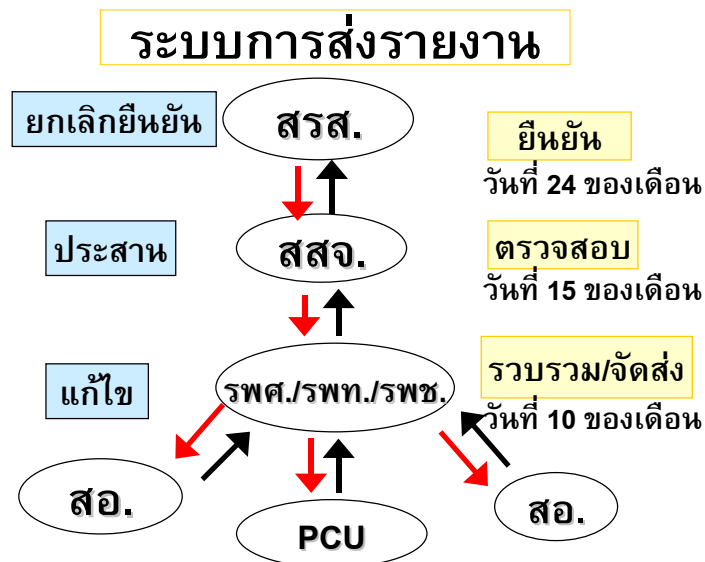 ระบบการส่งรายงาน
ยกเลิกยืนยัน
สรส.
ยืนยัน
วันที่ 24 ของเดือน
ประสาน
สสจ.
ตรวจสอบ
วันที่ 15 ของเดือน
แก้ไข
รพศ./รพท./รพช.
รวบรวม/จัดส่ง
วันที่ 10 ของเดือน
สอ.
PCU
สอ.